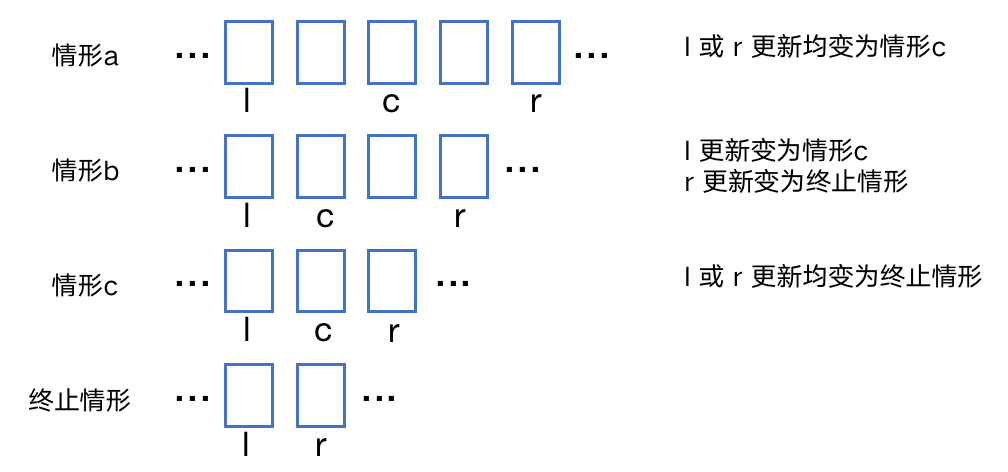 情形a ... ... l 或 r 更新均变为情形c
l c r
情形b ... ... l 更新变为情形c
r 更新变为终止情形
l c r
情形c ... ... l 或 r 更新均变为终止情形
l c r
终止情形 ... ...
l r